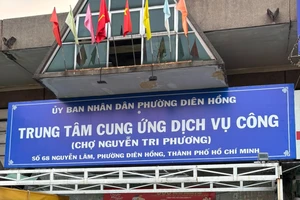 ỦY BAN NHÂN DÂN PHƯỜNG DIÊN HỒNG
TRUNG TÂM CUNG ỨNG DỊCH VỤ CÔNG
(CHỢ NGUYỄN TRI PHƯƠNG)
SỐ 68 NGUYỄN LÂM, PHƯỜNG DIÊN HỒNG, THÀNH PHỐ HỒ CHÍ MINH